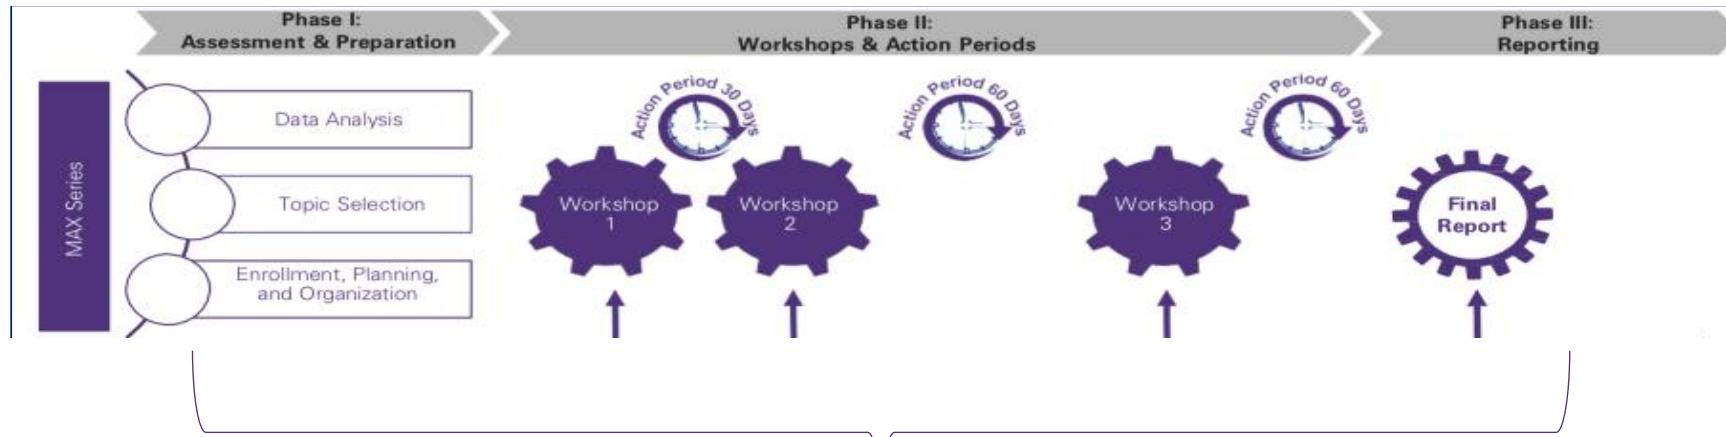 Phase I:
Assessment & Preparation
Phase II:
Workshops & Action Periods
Phase III:
Reporting
MAX Series
Data Analysis
Topic Selection
Enrollment, Planning,
and Organization
Action Period 30 Days
Action Period 60 Days
Action Period 60 Days
Workshop
1
Workshop
2
Workshop
3
Final
Report